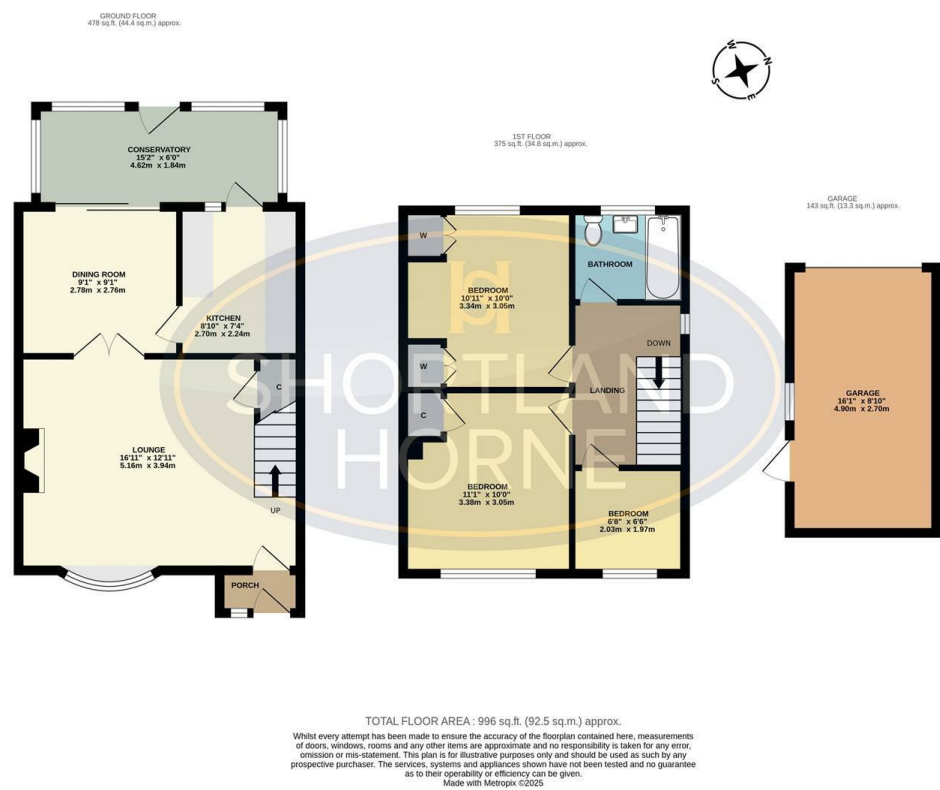 GROUND FLOOR
478 sq.ft. (44.4 sq.m.) approx.
W
N
S
E
1ST FLOOR
375 sq.ft. (34.8 sq.m.) approx.
GARAGE
143 sq.ft. (13.3 sq.m.) approx.
CONSERVATORY
15'2" x 6'0"
4.62m x 1.84m
DINING ROOM
9'1" x 9'1"
2.78m x 2.76m
KITCHEN
8'10" x 7'4"
2.70m x 2.24m
C
LOUNGE
16'11" x 12'11"
5.16m x 3.94m
UP
PORCH
W
BEDROOM
10'11" x 10'0"
3.34m x 3.05m
W
BATHROOM
DOWN
LANDING
C
BEDROOM
11'1" x 10'0"
3.38m x 3.05m
BEDROOM
6'8" x 6'6"
2.03m x 1.97m
GARAGE
16'1" x 8'10"
4.90m x 2.70m
SHORTLAND
HORNE
TOTAL FLOOR AREA : 996 sq.ft. (92.5 sq.m.) approx.
Whilst every attempt has been made to ensure the accuracy of the floorplan contained here, measurements
of doors, windows, rooms and any other items are approximate and no responsibility is taken for any error,
omission or mis-statement. This plan is for illustrative purposes only and should be used as such by any
prospective purchaser. The services, systems and appliances shown have not been tested and no guarantee
as to their operability or efficiency can be given.
Made with Metropix ©2025